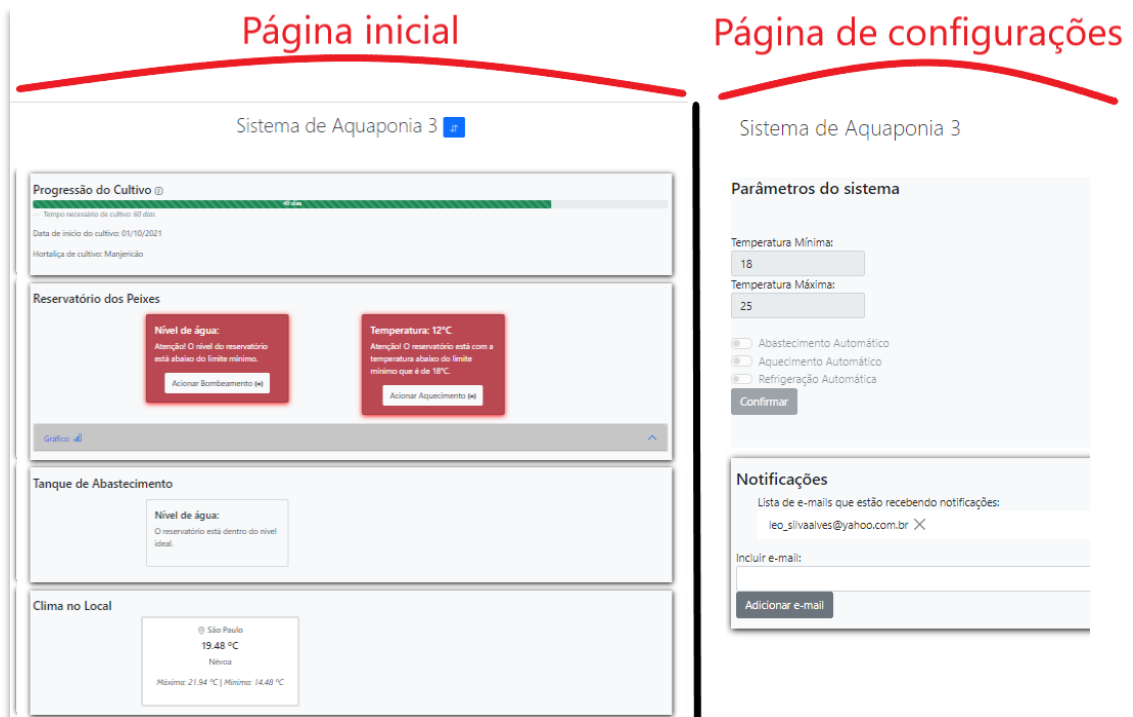 Página inicial
Sistema de Aquaponia 3
Progressão do Cultivo
49 dias
Tempo necessário de cultivo: 60 dias
Data de início do cultivo: 01/10/2021
Hortaliça de cultivo: Manjericão
Reservatório dos Peixes
Nível de água:
Atenção! O nível do reservatório
está abaixo do limite mínimo.
Acionar Bombeamento
Temperatura: 12°C
Atenção! O reservatório está com a
temperatura abaixo do limite
mínimo que é de 18°C.
Acionar Aquecimento
Gráfico
Tanque de Abastecimento
Nível de água:
O reservatório está dentro do nível
ideal.
Clima no Local
São Paulo
19.48 ºC
Névoa
Máxima: 21.94 ºC | Mínima: 14.48 ºC
Página de configurações
Sistema de Aquaponia 3
Parâmetros do sistema
Temperatura Mínima:
18
Temperatura Máxima:
25
Abastecimento Automático
Aquecimento Automático
Refrigeração Automática
Confirmar
Notificações
Lista de e-mails que estão recebendo notificações:
leo_silvaalves@yahoo.com.br
Incluir e-mail:
Adicionar e-mail